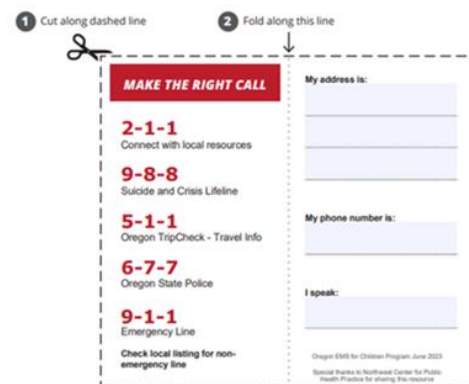 1 Cut along dashed line
2 Fold along this line
MAKE THE RIGHT CALL
2-1-1
Connect with local resources
9-8-8
Suicide and Crisis Lifeline
5-1-1
Oregon TripCheck - Travel Info
6-7-7
Oregon State Police
9-1-1
Emergency Line
Check local listing for non-
emergency line
My address is:
My phone number is:
I speak:
Oregon EMS for Children Program June 2023
Special thanks to Northwest Center for Public
Health Practice for sharing this resource